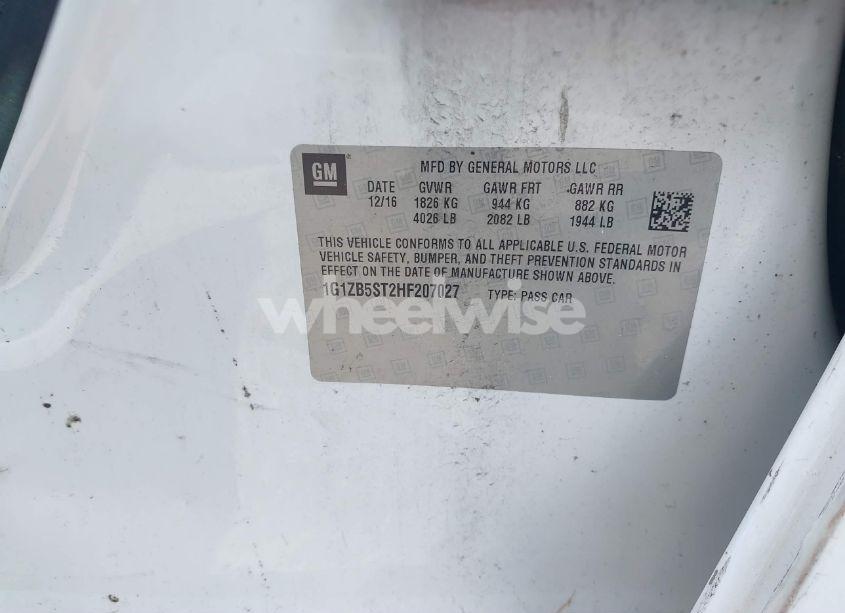 GM
MFD BY GENERAL MOTORS LLC
DATE GVWR GAWR FRT GAWR RR
12/16 1826 KG 944 KG 882 KG
4026 LB 2082 LB 1944 LB
THIS VEHICLE CONFORMS TO ALL APPLICABLE U.S. FEDERAL MOTOR
VEHICLE SAFETY, BUMPER, AND THEFT PREVENTION STANDARDS IN
EFFECT ON THE DATE OF MANUFACTURE SHOWN ABOVE.
1G1ZB5ST2HF207027 TYPE: PASS CAR
wheelwise